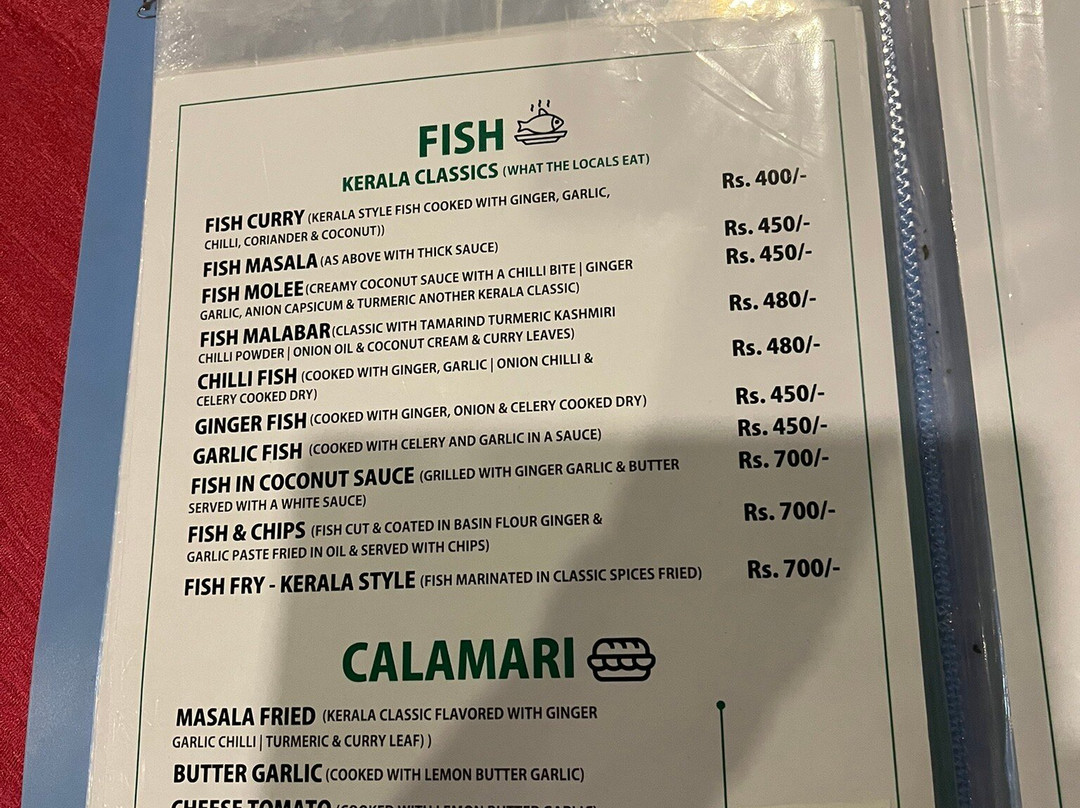 FISH
KERALA CLASSICS (WHAT THE LOCALS EAT)
FISH CURRY (KERALA STYLE FISH COOKED WITH GINGER, GARLIC, Rs. 400/-
CHILLI, CORIANDER & COCONUT))
FISH MASALA (AS ABOVE WITH THICK SAUCE) Rs. 450/-
FISH MOLEE (CREAMY COCONUT SAUCE WITH A CHILLI BITE | GINGER Rs. 450/-
GARLIC, ANION CAPSICUM & TURMERIC ANOTHER KERALA CLASSIC)
FISH MALABAR (CLASSIC WITH TAMARIND TURMERIC KASHMIRI Rs. 480/-
CHILLI POWDER | ONION OIL & COCONUT CREAM & CURRY LEAVES)
CHILLI FISH (COOKED WITH GINGER, GARLIC | ONION CHILLI & Rs. 480/-
CELERY COOKED DRY)
GINGER FISH (COOKED WITH GINGER, ONION & CELERY COOKED DRY) Rs. 450/-
GARLIC FISH (COOKED WITH CELERY AND GARLIC IN A SAUCE) Rs. 450/-
FISH IN COCONUT SAUCE (GRILLED WITH GINGER GARLIC & BUTTER Rs. 700/-
SERVED WITH A WHITE SAUCE)
FISH & CHIPS (FISH CUT & COATED IN BASIN FLOUR GINGER & Rs. 700/-
GARLIC PASTE FRIED IN OIL & SERVED WITH CHIPS)
FISH FRY - KERALA STYLE (FISH MARINATED IN CLASSIC SPICES FRIED) Rs. 700/-
CALAMARI
MASALA FRIED (KERALA CLASSIC FLAVORED WITH GINGER
GARLIC CHILLI | TURMERIC & CURRY LEAF) )
BUTTER GARLIC (COOKED WITH LEMON BUTTER GARLIC)
CHEESE TOMATO (COOKED WITH LEMON BUTTER GARLIC)